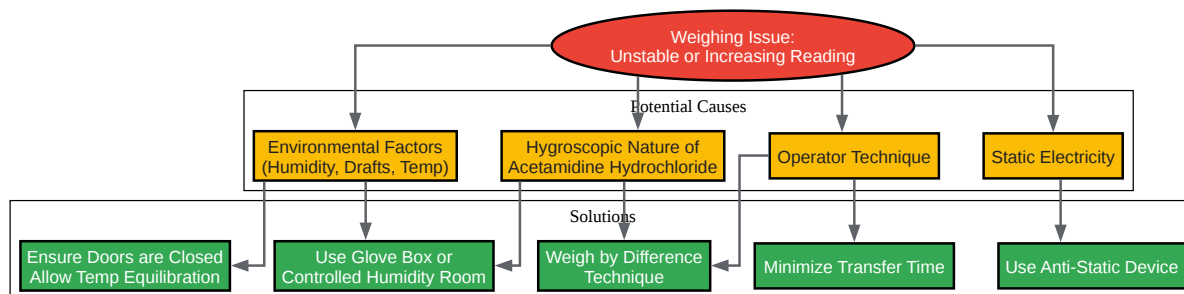 Weighing Issue:
Unstable or Increasing Reading
Potential Causes
Environmental Factors
(Humidity, Drafts, Temp)
Hygroscopic Nature of
Acetamidine Hydrochloride
Operator Technique
Static Electricity
Solutions
Ensure Doors are Closed
Allow Temp Equilibration
Use Glove Box or
Controlled Humidity Room
Weigh by Difference
Technique
Minimize Transfer Time
Use Anti-Static Device